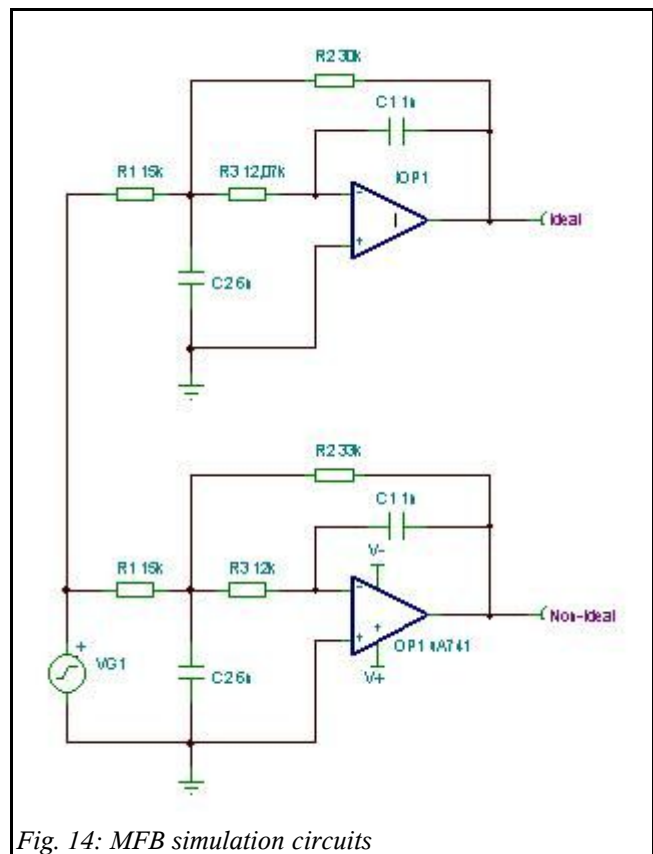 R2 30k
C1 1n
R1 15k
R3 12,07k
IOP1
-
I
+
Ideal
C2 6n
R2 33k
C1 1n
V-
R1 15k
R3 12k
-
+ +
Non-Ideal
OP1 uA741
+
VG1
C2 6n
V+
Fig. 14: MFB simulation circuits